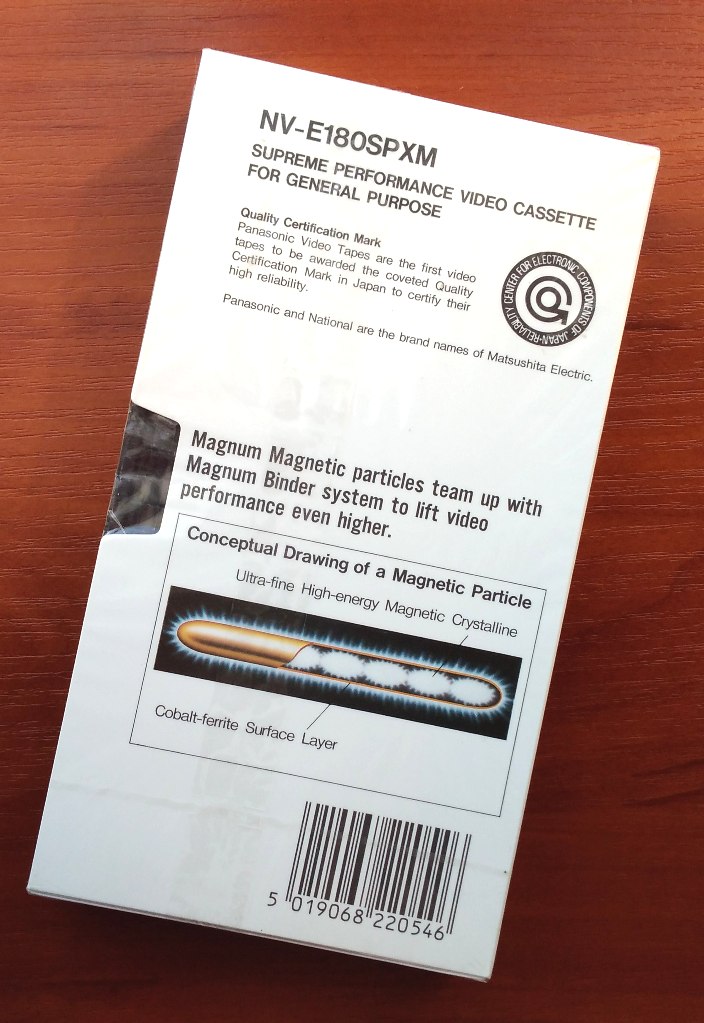 NV-E180SPXM
SUPREME PERFORMANCE VIDEO CASSETTE
FOR GENERAL PURPOSE
Quality Certification Mark
Panasonic Video Tapes are the first video
tapes to be awarded the coveted Quality
Certification Mark in Japan to certify their
high reliability.
RELIABILITY CENTER FOR ELECTRONIC COMPONENTS OF JAPAN
Panasonic and National are the brand names of Matsushita Electric.
Magnum Magnetic particles team up with
Magnum Binder system to lift video
performance even higher.
Conceptual Drawing of a Magnetic Particle
Ultra-fine High-energy Magnetic Crystalline
Cobalt-ferrite Surface Layer
5 019068 220546